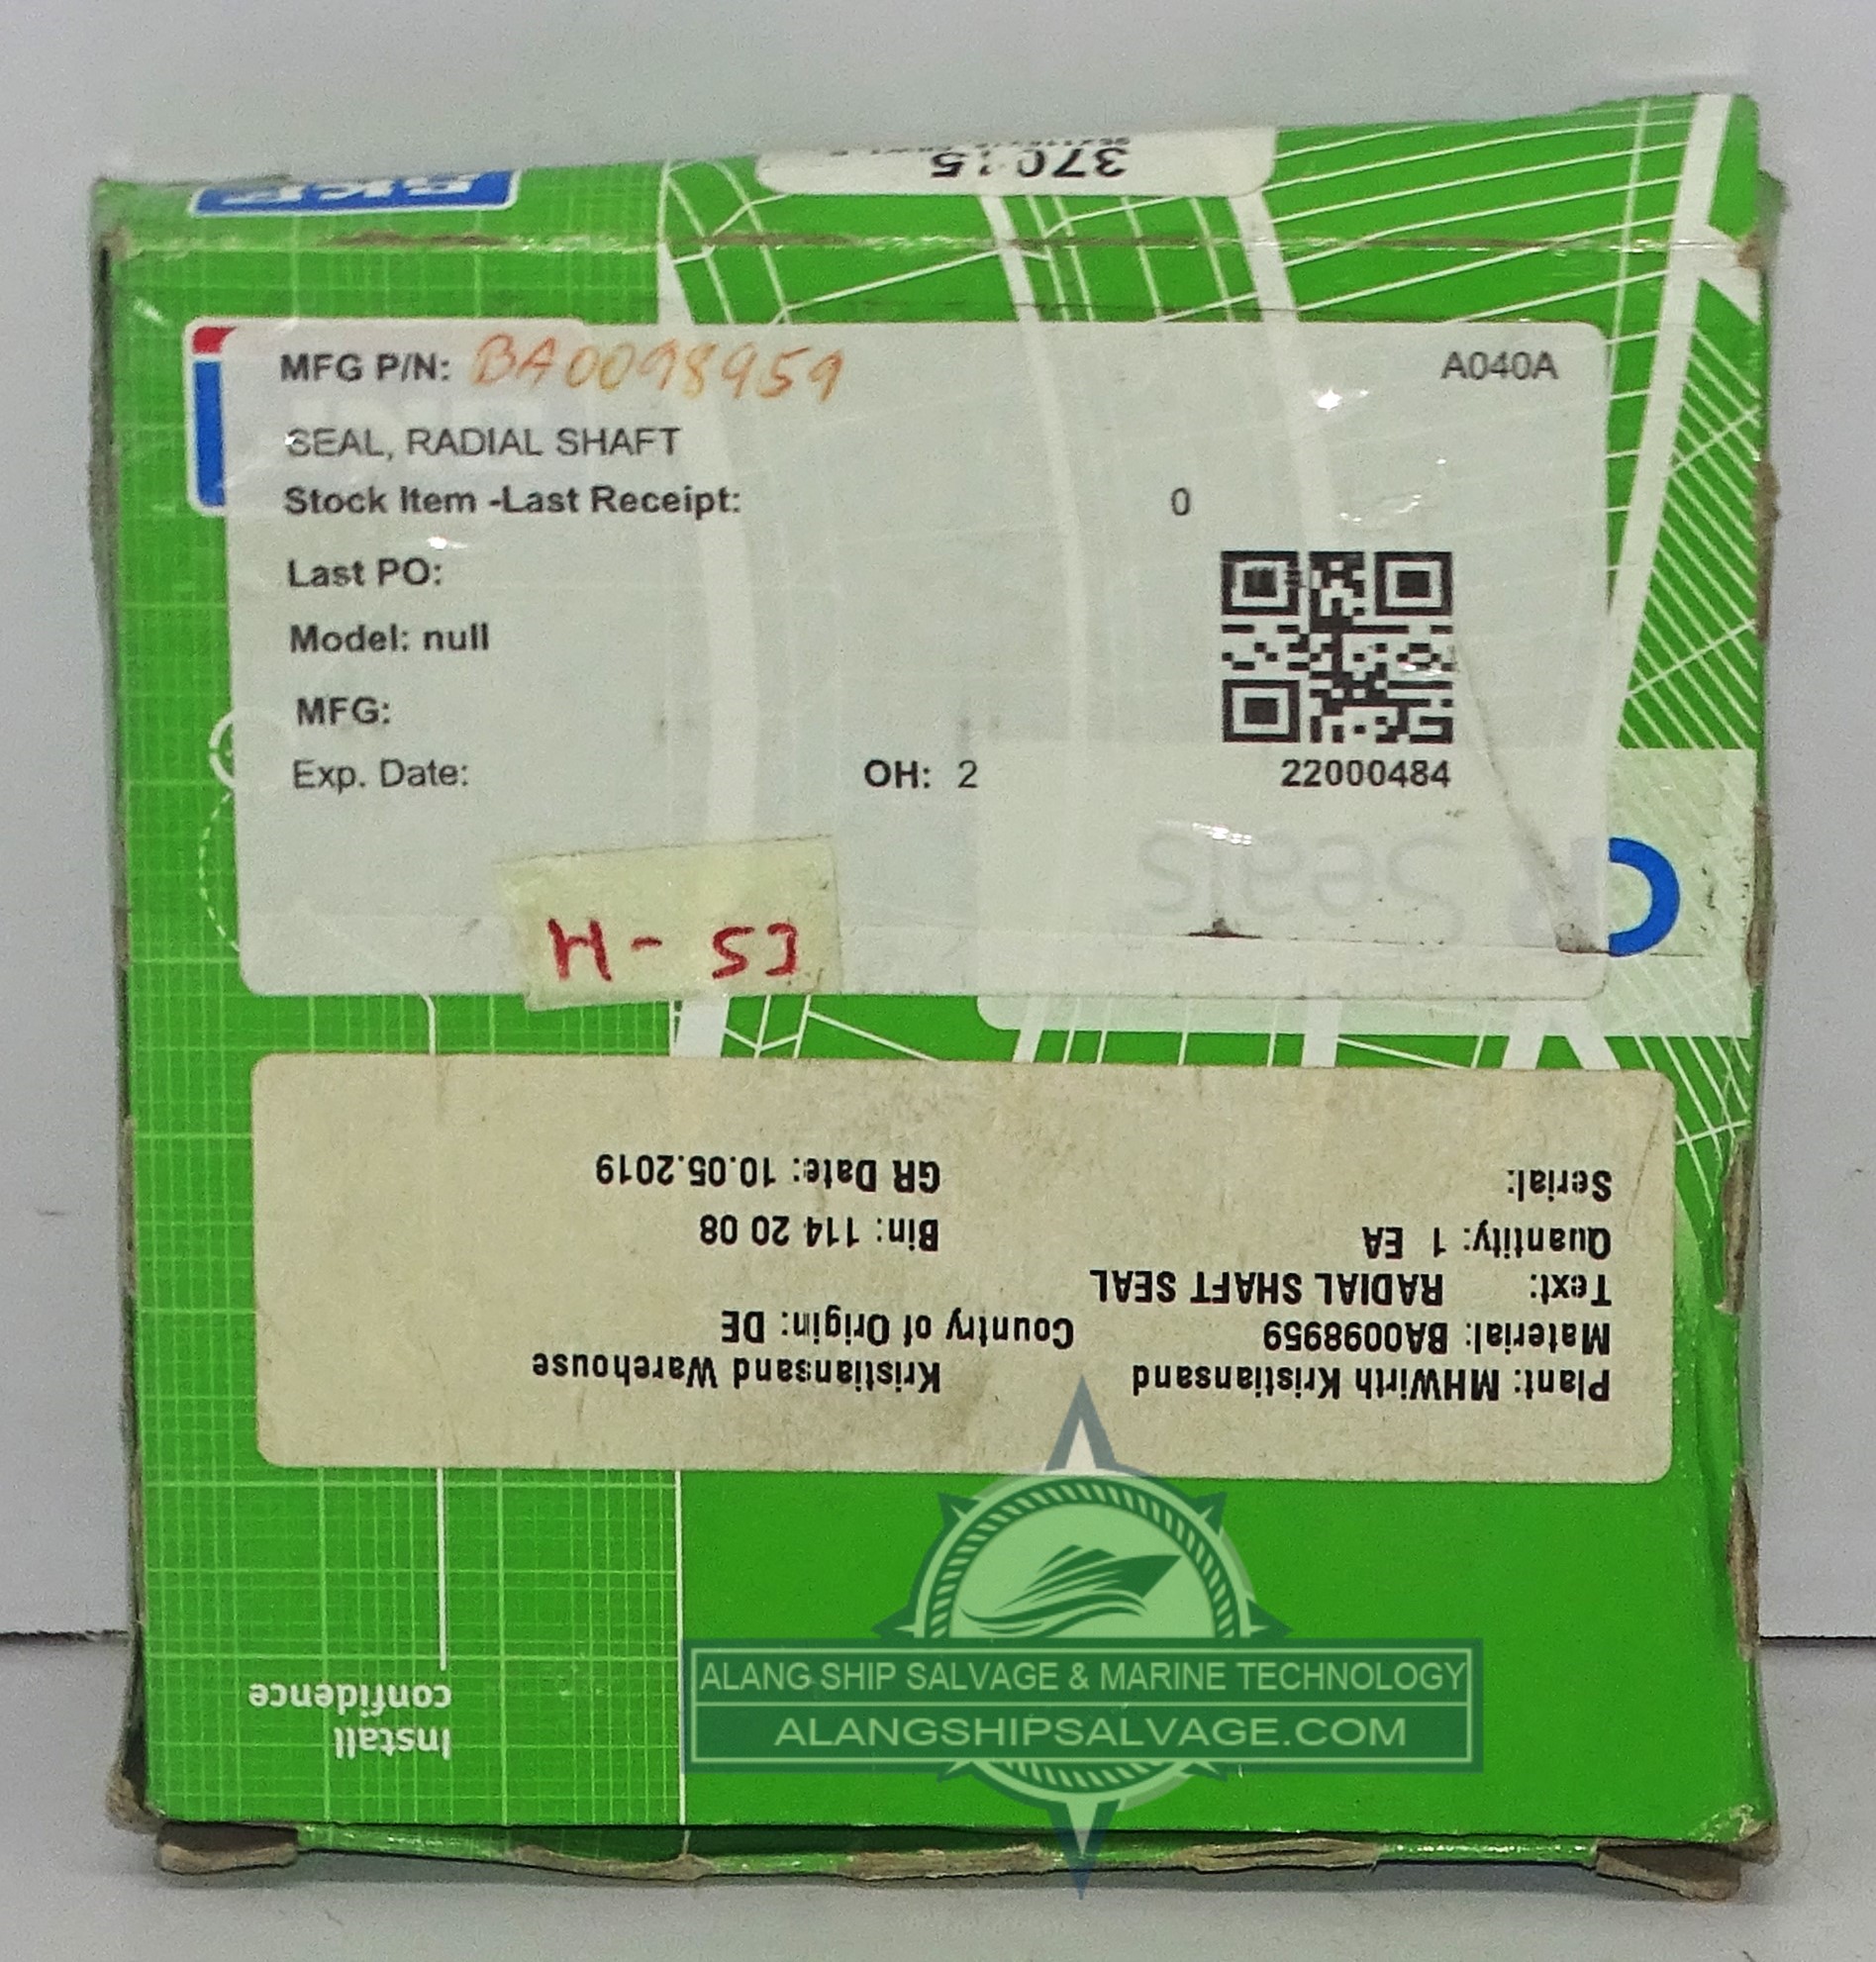 SKF
MFG P/N: BA0098959
A040A
SEAL, RADIAL SHAFT
Stock Item -Last Receipt: 0
Last PO:
Model: null
MFG:
Exp. Date:
OH: 2
22000484
Seals
Plant: MHWirth Kristiansand Kristiansand Warehouse
Material: BA0098959 Country of Origin: DE
Text: RADIAL SHAFT SEAL
Quantity: 1 EA Bin: 114 20 08
Serial: GR Date: 10.05.2019
Install
confidence
ALANG SHIP SALVAGE & MARINE TECHNOLOGY
ALANGSHIPSALVAGE.COM